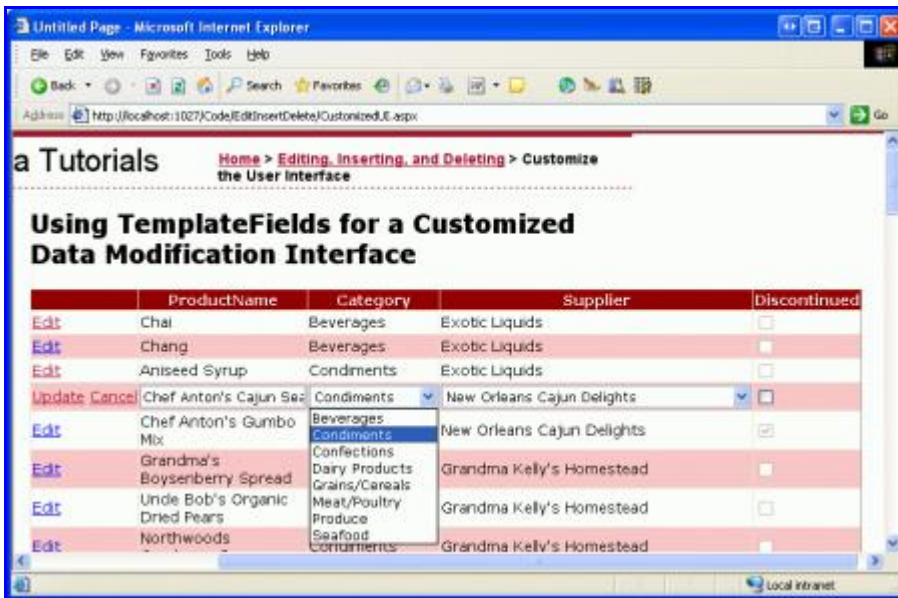 Untitled Page - Microsoft Internet Explorer
File Edit View Favorites Tools Help
Back Search Favorites
Address http://localhost:1027/Code/EditInsertDelete/CustomizedUI.aspx Go
a Tutorials
Home > Editing, Inserting, and Deleting > Customize
the User Interface
Using TemplateFields for a Customized
Data Modification Interface
ProductName Category Supplier Discontinued
Edit Chai Beverages Exotic Liquids
Edit Chang Beverages Exotic Liquids
Edit Aniseed Syrup Condiments Exotic Liquids
Update Cancel Chef Anton's Cajun Sea Condiments New Orleans Cajun Delights
Beverages
Condiments
Confections
Dairy Products
Grains/Cereals
Meat/Poultry
Produce
Seafood
Edit Chef Anton's Gumbo
Mix
New Orleans Cajun Delights
Edit Grandma's
Boysenberry Spread
Grandma Kelly's Homestead
Edit Uncle Bob's Organic
Dried Pears
Grandma Kelly's Homestead
Edit Northwoods
Condiments Grandma Kelly's Homestead
Local intranet